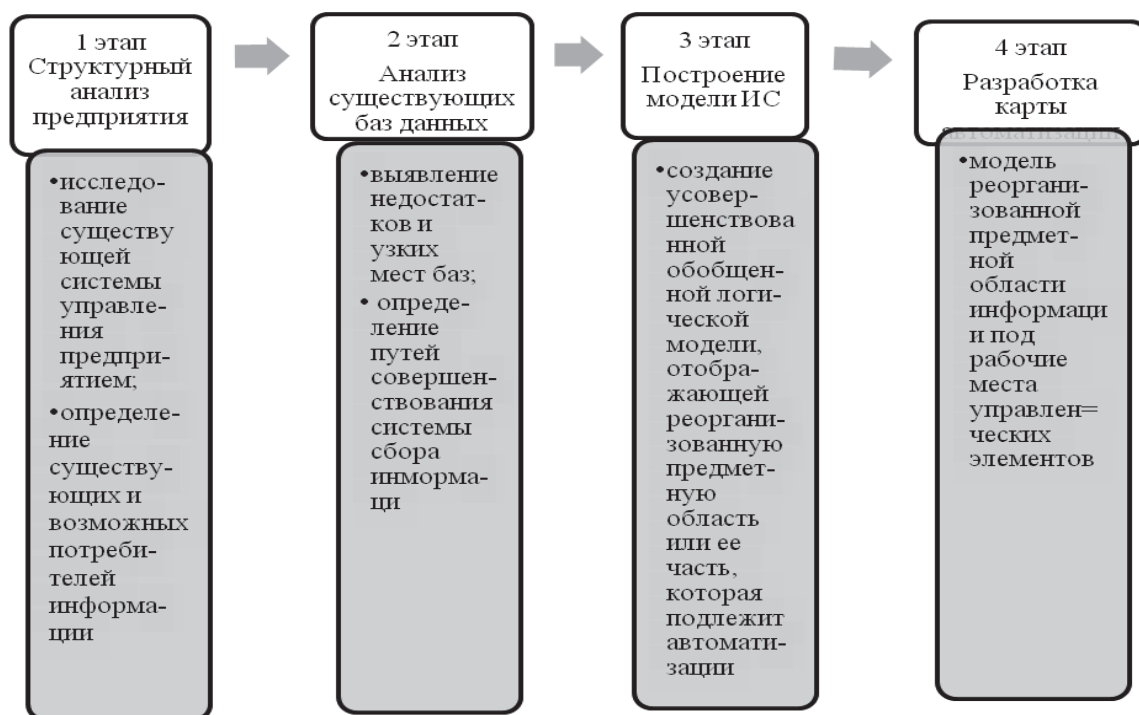 1 этап
Структурный
анализ
предприятия
•исследо-
вание
существу
ющей
системы
управле-
ния
предпри-
ятием;
•определе-
ние
существу-
ющих и
возможных
потреби-
телей
информа-
ции
2 этап
Анализ
существующих
баз данных
•выявление
недостат-
ков и
узких
мест баз;
• опреде-
ление
путей
совершен-
ствования
системы
сбора
инморма-
ци
3 этап
Построение
модели ИС
•создание
усовер-
шенствова
нной
обобщен-
ной логи-
ческой
модели,
отобра-
жающей
реоргани-
зованную
предмет-
ную
область
или ее
часть,
которая
подлежит
автомати-
зации
4 этап
Разработка
карты
автоматизации
•модель
реоргани-
зованной
предмет-
ной
области
информаци
и под
рабочие
места
управлен=
ческих
элементов